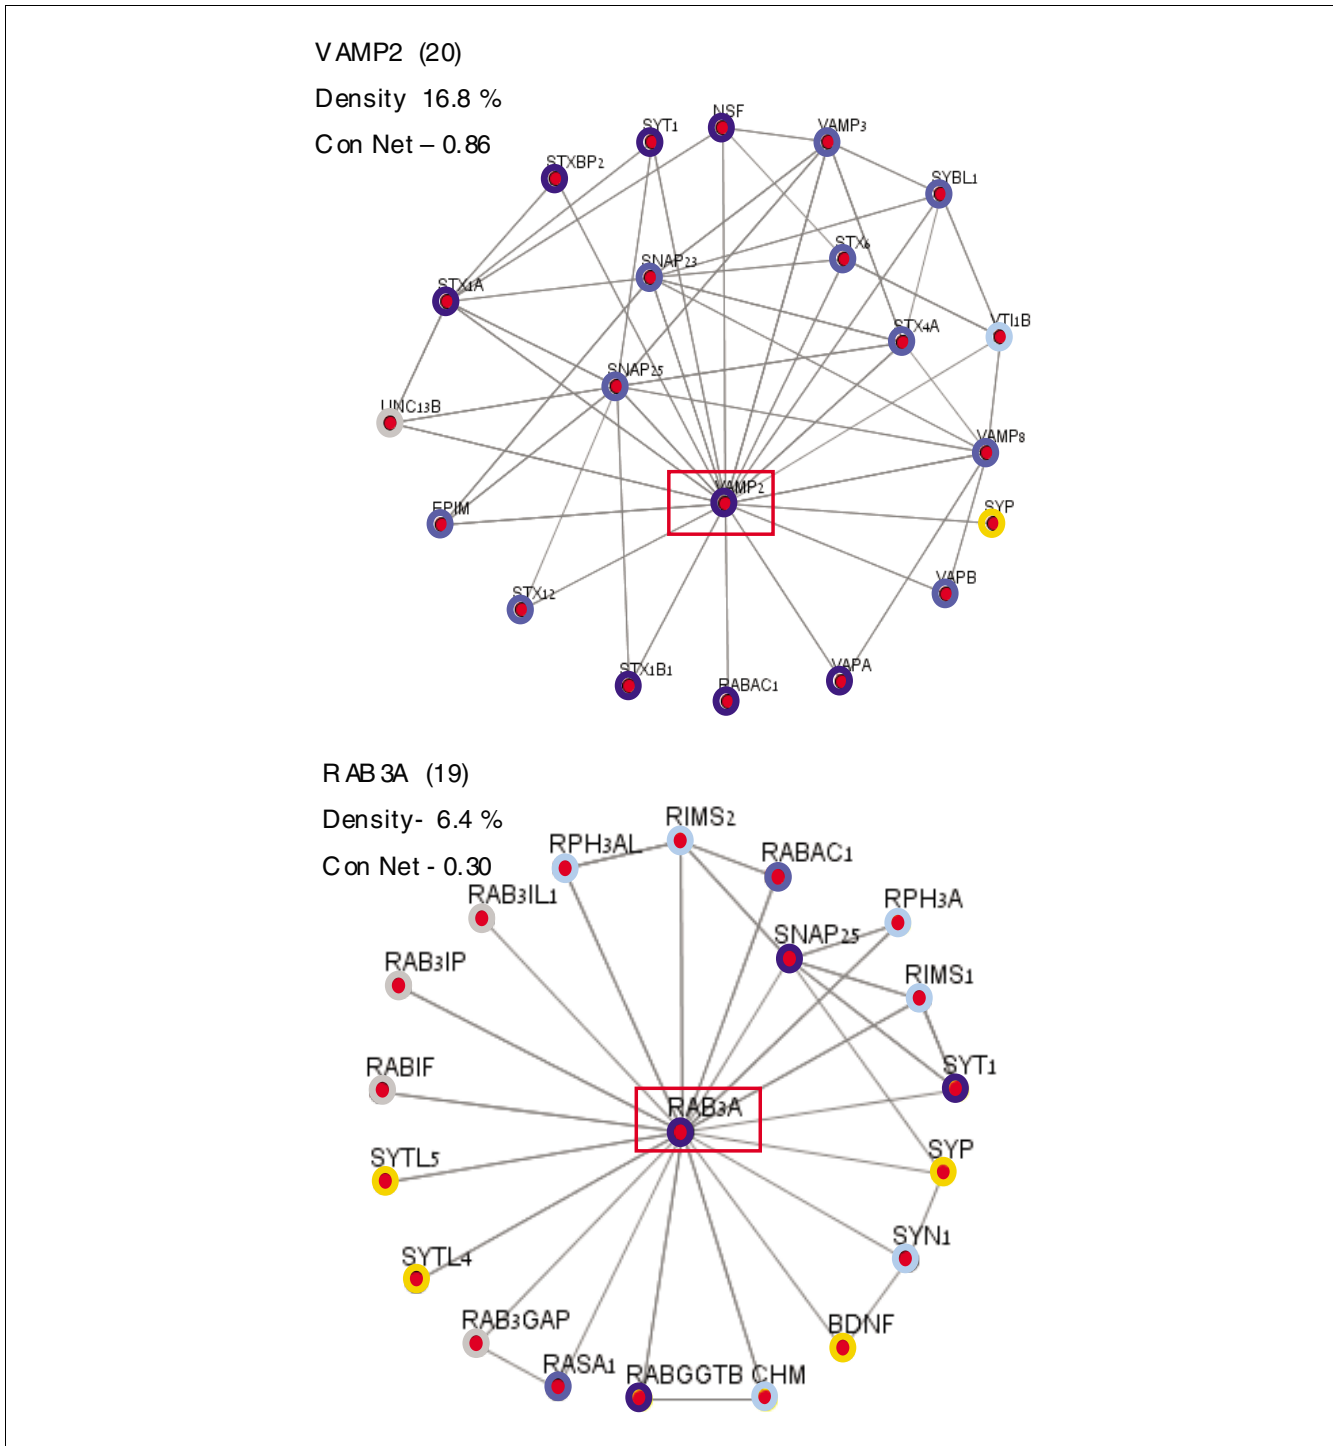 VAMP2 (20)
Density 16.8 %
Con Net – 0.86
NSF
SYT1
VAMP3
STXBP2
SYBL1
STX6
SNAP23
STX1A
VTI1B
STX4A
SNAP25
UNC13B
VAMP8
VAMP2
SYP
EPIM
VAPB
STX12
STX1B1
VAPA
RABAC1
RAB3A (19)
Density- 6.4 %
Con Net - 0.30
RIMS2
RPH3AL
RABAC1
RAB3IL1
RPH3A
SNAP25
RAB3IP
RIMS1
RABIF
SYT1
RAB3A
SYTL5
SYP
SYN1
SYTL4
RAB3GAP
BDNF
RASA1
RABGGTB CHM